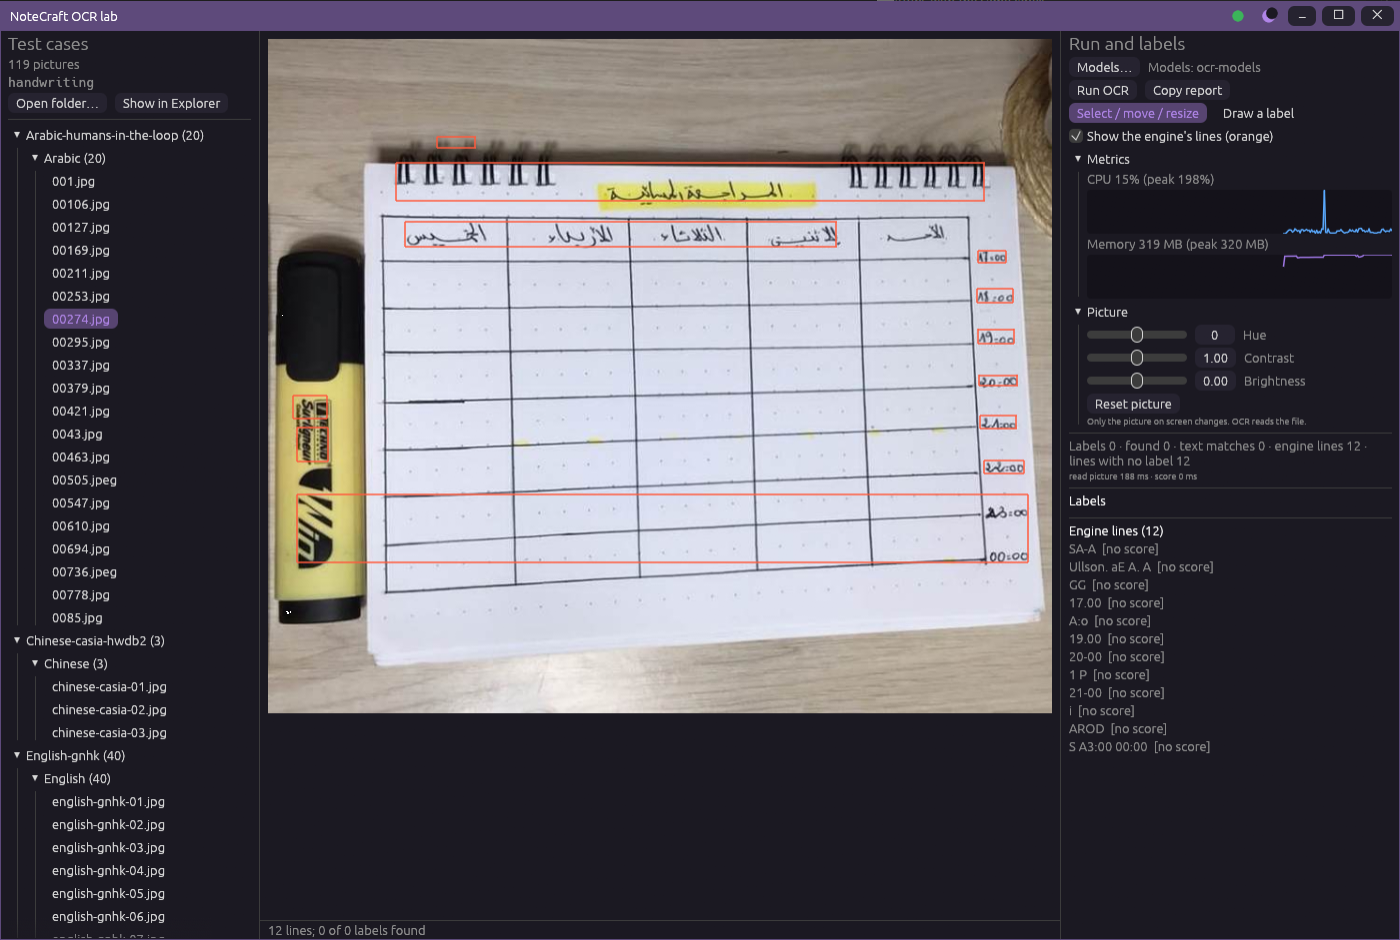 NoteCraft OCR lab
Test cases
119 pictures
handwriting
Open folder... Show in Explorer
Arabic-humans-in-the-loop (20)
Arabic (20)
001.jpg
00106.jpg
00127.jpg
00169.jpg
00211.jpg
00253.jpg
00274.jpg
00295.jpg
00337.jpg
00379.jpg
00421.jpg
0043.jpg
00463.jpg
00505.jpeg
00547.jpg
00610.jpg
00694.jpg
00736.jpeg
00778.jpg
0085.jpg
Chinese-casia-hwdb2 (3)
Chinese (3)
chinese-casia-01.jpg
chinese-casia-02.jpg
chinese-casia-03.jpg
English-gnhk (40)
English (40)
english-gnhk-01.jpg
english-gnhk-02.jpg
english-gnhk-03.jpg
english-gnhk-04.jpg
english-gnhk-05.jpg
english-gnhk-06.jpg
المراجعة المسائية
الأحد الاثنين الثلاثاء الأربعاء الخميس
17:00
18:00
19:00
20:00
21:00
22:00
23:00
00:00
TECHNO
Win
12 lines; 0 of 0 labels found
Run and labels
Models... Models: ocr-models
Run OCR Copy report
Select / move / resize Draw a label
Show the engine's lines (orange)
Metrics
CPU 15% (peak 198%)
Memory 319 MB (peak 320 MB)
Picture
0 Hue
1.00 Contrast
0.00 Brightness
Reset picture
Only the picture on screen changes. OCR reads the file.
Labels 0 · found 0 · text matches 0 · engine lines 12 ·
lines with no label 12
read picture 188 ms · score 0 ms
Labels
Engine lines (12)
SA-A [no score]
Ullson. aE A. A [no score]
GG [no score]
17.00 [no score]
A:o [no score]
19.00 [no score]
20-00 [no score]
1 P [no score]
21-00 [no score]
i [no score]
AROD [no score]
S A3:00 00:00 [no score]